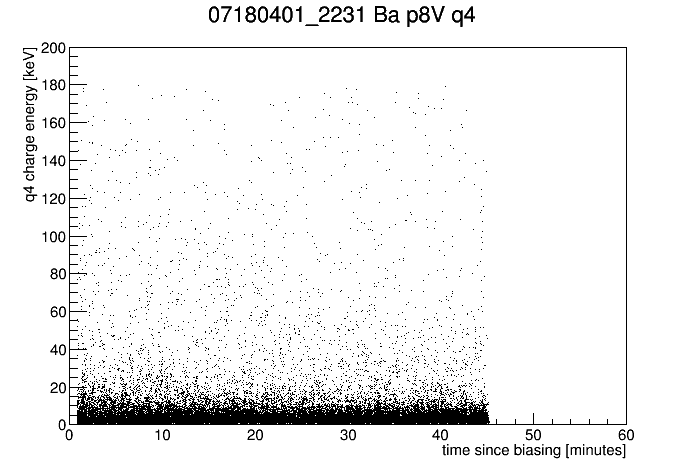 07180401_2231 Ba p8V q4
q4 charge energy [keV]
200
180
160
140
120
100
80
60
40
20
0
0 10 20 30 40 50 60
time since biasing [minutes]